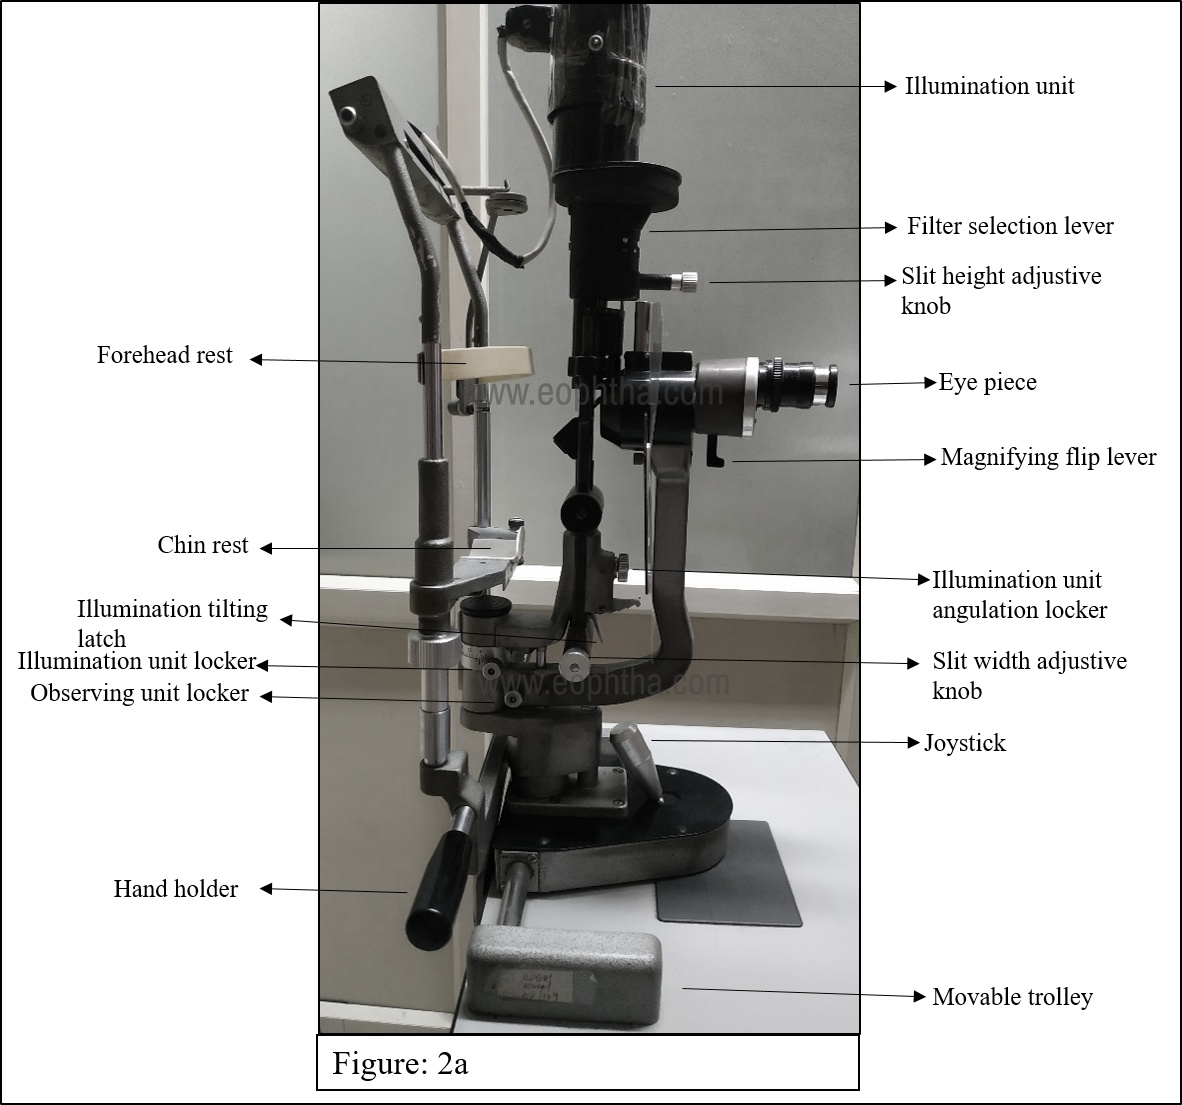 Illumination unit
Filter selection lever
Slit height adjustive
knob
Forehead rest
Eye piece
www.eophtha.com
Magnifying flip lever
Chin rest
Illumination unit
angulation locker
Illumination tilting
latch
Illumination unit locker
Slit width adjustive
knob
Observing unit locker
www.eophtha.com
Joystick
Hand holder
Movable trolley
Figure: 2a